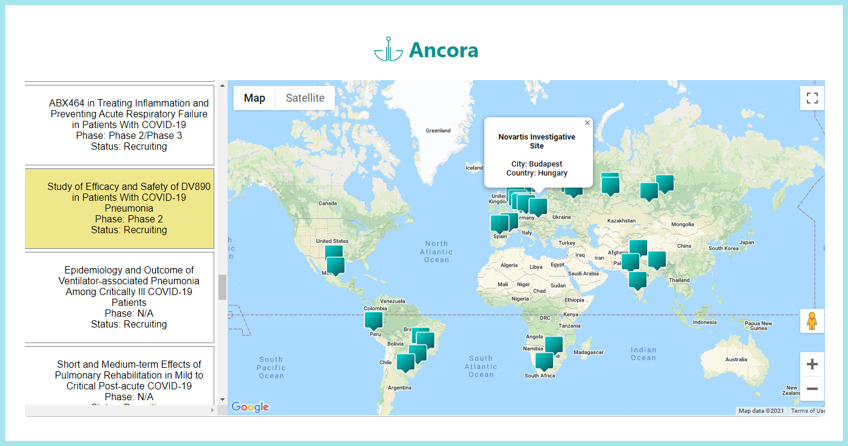 Ancora
ABX464 in Treating Inflammation and
Preventing Acute Respiratory Failure
in Patients With COVID-19
Phase: Phase 2/Phase 3
Status: Recruiting
Study of Efficacy and Safety of DV890
in Patients With COVID-19
Pneumonia
Phase: Phase 2
Status: Recruiting
Epidemiology and Outcome of
Ventilator-associated Pneumonia
Among Critically Ill COVID-19
Patients
Phase: N/A
Status: Recruiting
Short and Medium-term Effects of
Pulmonary Rehabilitation in Mild to
Critical Post-acute COVID-19
Phase: N/A
Map
Satellite
Novartis Investigative
Site
City: Budapest
Country: Hungary
Greenland
Iceland
Canada
United
Kingdom
Ukraine
Kazakhstan
Mongolia
Spain
Italy
Turkey
United States
North
Atlantic
Ocean
China
South Korea
Japan
Iraq
Iran
Algeria
Libya
Egypt
Saudi Arabia
Mali
Niger
Chad
Sudan
Thailand
Nigeria
Ethiopia
Venezuela
Colombia
DRC
Kenya
Tanzania
Indonesia
Papua New
Guinea
Peru
Bolivia
Angola
Namibia
Madagascar
Indian
Ocean
South
Pacific
Ocean
Chile
South
Atlantic
Ocean
South Africa
Australia
Argentina
Google
Map data ©2021
Terms of Use